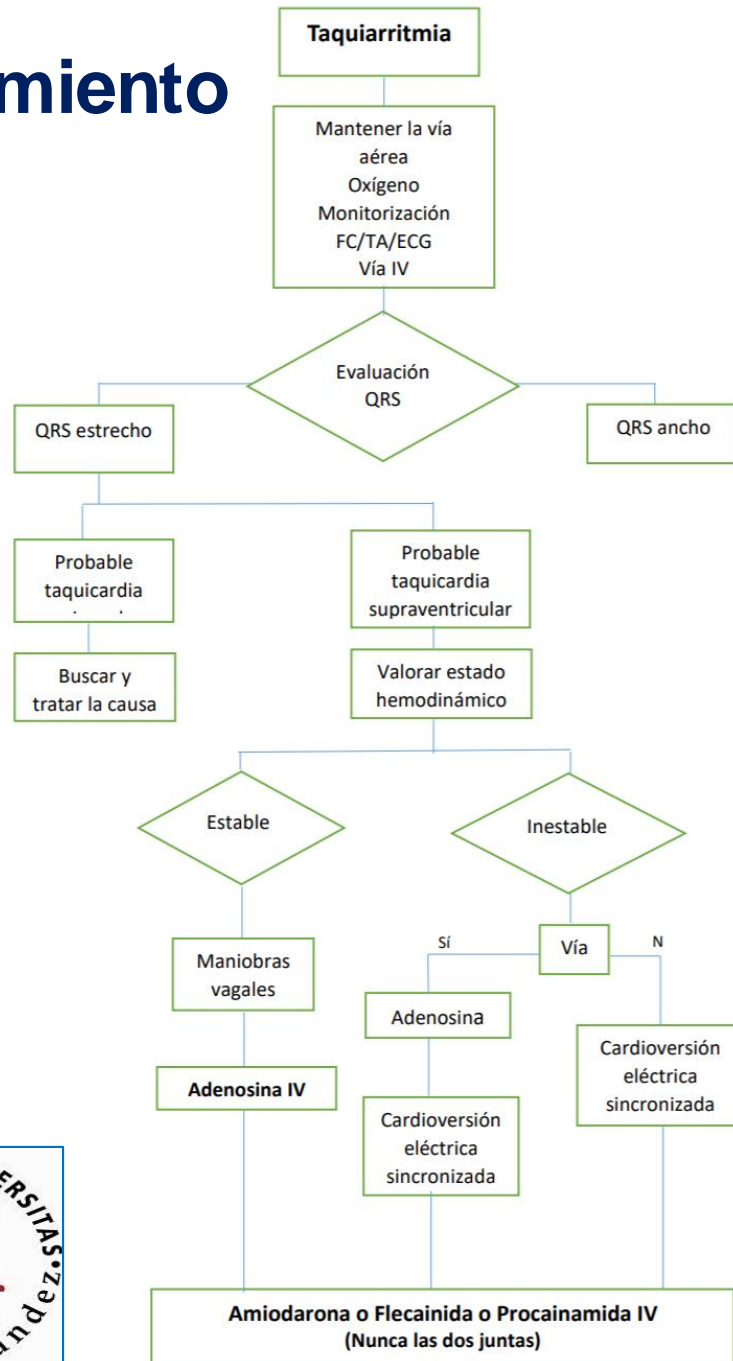 Taquiarritmia
miento
Mantener la vía
aérea
Oxígeno
Monitorización
FC/TA/ECG
Vía IV
Evaluación
QRS
QRS estrecho
QRS ancho
Probable
taquicardia
Probable
taquicardia
supraventricular
Buscar y
tratar la causa
Valorar estado
hemodinámico
Estable
Inestable
Sí
Vía
N
Maniobras
vagales
Adenosina
Cardioversión
eléctrica
sincronizada
Adenosina IV
Cardioversión
eléctrica
sincronizada
ERSITAS
ndez
Amiodarona o Flecainida o Procainamida IV
(Nunca las dos juntas)